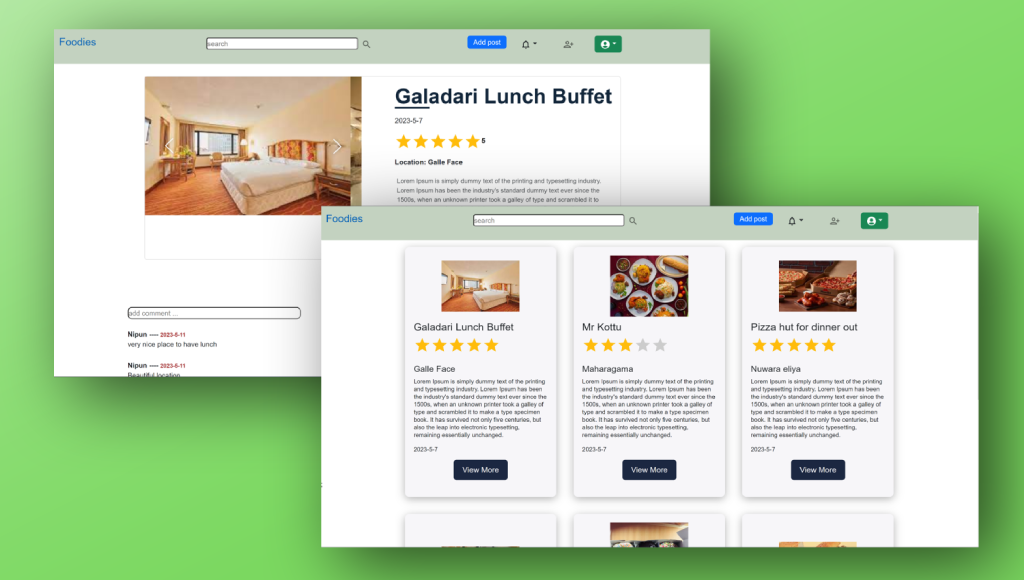 Foodies
search
Add post
Galadari Lunch Buffet
2023-5-7
5
Location: Galle Face
Lorem Ipsum is simply dummy text of the printing and typesetting industry.
Lorem Ipsum has been the industry's standard dummy text ever since the
1500s, when an unknown printer took a galley of type and scrambled it to
add comment ...
Nipun ---- 2023-5-11
very nice place to have lunch
Nipun ---- 2023-5-11
Beautiful location
Foodies
search
Add post
Galadari Lunch Buffet
Galle Face
Lorem Ipsum is simply dummy text of the printing
and typesetting industry. Lorem Ipsum has been
the industry's standard dummy text ever since the
1500s, when an unknown printer took a galley of
type and scrambled it to make a type specimen
book. It has survived not only five centuries, but
also the leap into electronic typesetting,
remaining essentially unchanged.
2023-5-7
View More
Mr Kottu
Maharagama
Lorem Ipsum is simply dummy text of the printing
and typesetting industry. Lorem Ipsum has been
the industry's standard dummy text ever since the
1500s, when an unknown printer took a galley of
type and scrambled it to make a type specimen
book. It has survived not only five centuries, but
also the leap into electronic typesetting,
remaining essentially unchanged.
2023-5-7
View More
Pizza hut for dinner out
Nuwara eliya
Lorem Ipsum is simply dummy text of the printing
and typesetting industry. Lorem Ipsum has been
the industry's standard dummy text ever since the
1500s, when an unknown printer took a galley of
type and scrambled it to make a type specimen
book. It has survived not only five centuries, but
also the leap into electronic typesetting,
remaining essentially unchanged.
2023-5-7
View More